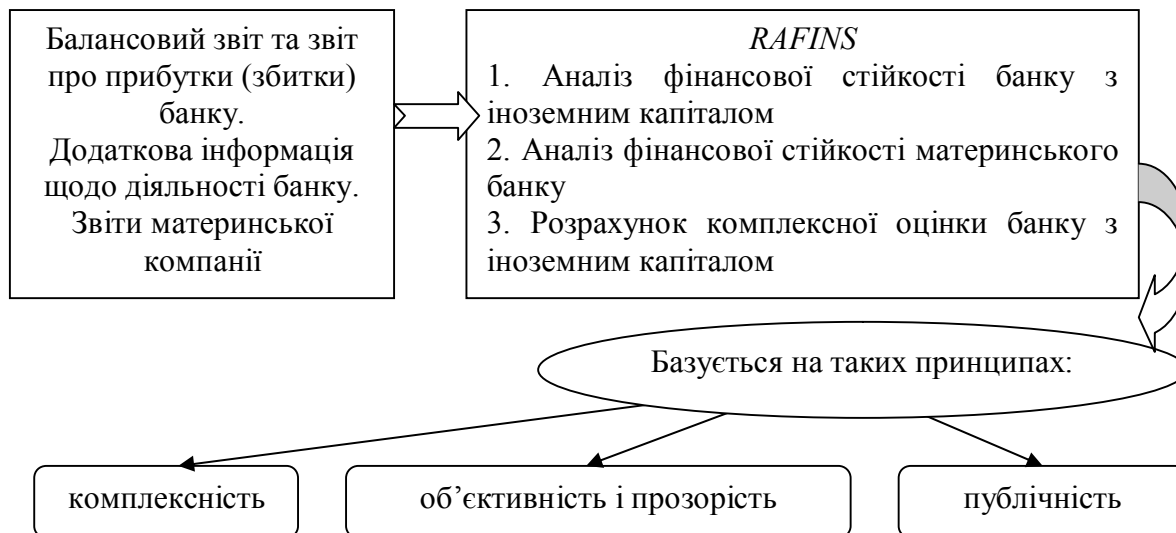 Балансовий звіт та звіт
про прибутки (збитки)
банку.
Додаткова інформація
щодо діяльності банку.
Звіти материнської
компанії
RAFINS
1. Аналіз фінансової стійкості банку з
іноземним капіталом
2. Аналіз фінансової стійкості материнського
банку
3. Розрахунок комплексної оцінки банку з
іноземним капіталом
Базується на таких принципах:
комплексність
об’єктивність і прозорість
публічність